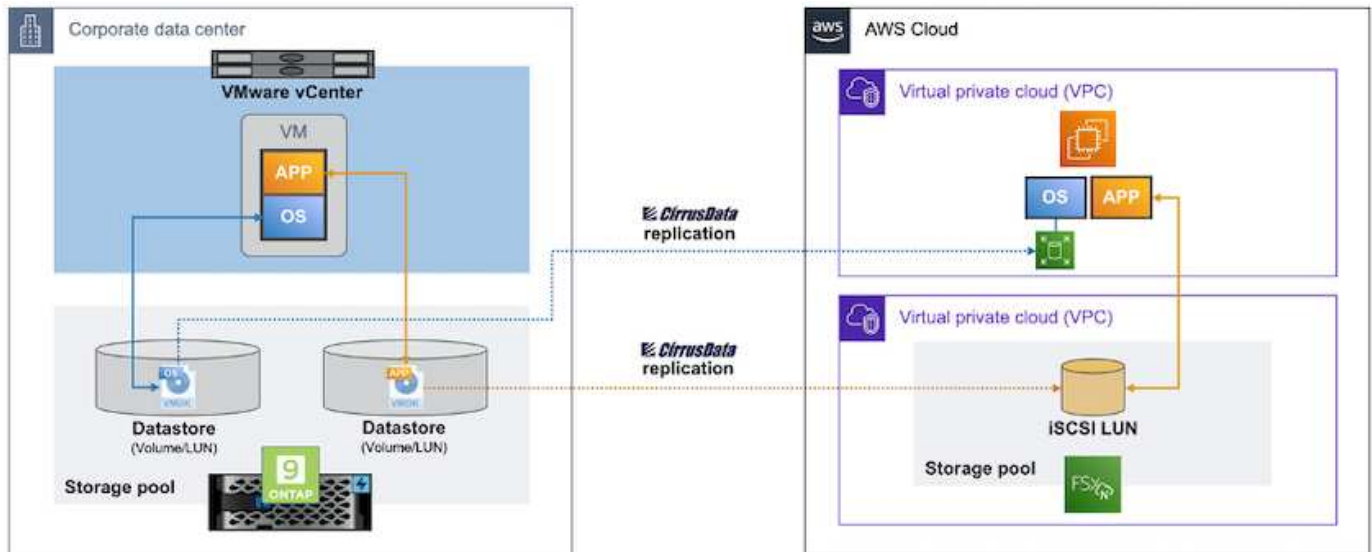 Corporate data center
VMware vCenter
VM
APP
OS
OS
VMDK
APP
VMDK
Datastore
(Volume/LUN)
Datastore
(Volume/LUN)
Storage pool
9
ONTAP
CirrusData
replication
CirrusData
replication
aws
AWS Cloud
Virtual private cloud (VPC)
OS
APP
Virtual private cloud (VPC)
iSCSI LUN
Storage pool
FSx
N